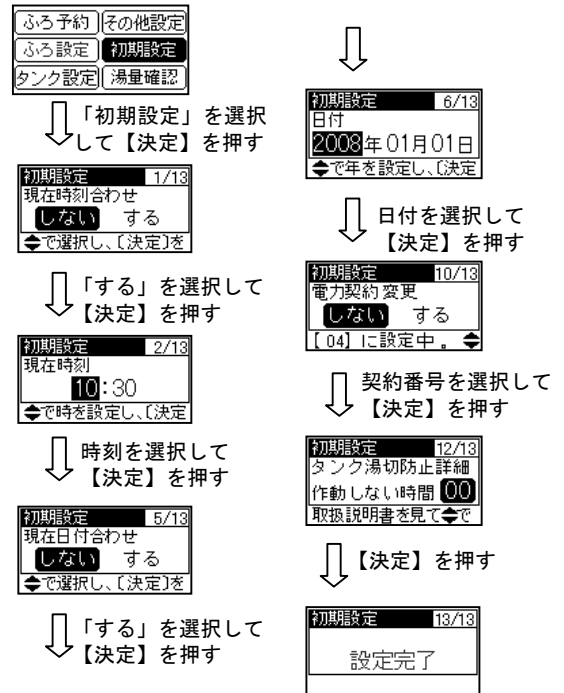 ふろ予約 その他設定
ふろ設定 初期設定
タンク設定 湯量確認
「初期設定」を選択
して【決定】を押す
初期設定 1/13
現在時刻合わせ
しない する
◆で選択し、〔決定〕を
「する」を選択して
【決定】を押す
初期設定 2/13
現在時刻
10:30
◆で時を設定し、〔決定
時刻を選択して
【決定】を押す
初期設定 5/13
現在日付合わせ
しない する
◆で選択し、〔決定〕を
「する」を選択して
【決定】を押す
初期設定 6/13
日付
2008年01月01日
◆で年を設定し、〔決定
日付を選択して
【決定】を押す
初期設定 10/13
電力契約変更
しない する
【04】に設定中。◆
契約番号を選択して
【決定】を押す
初期設定 12/13
タンク湯切防止詳細
作動しない時間 00
取扱説明書を見て◆で
【決定】を押す
初期設定 13/13
設定完了